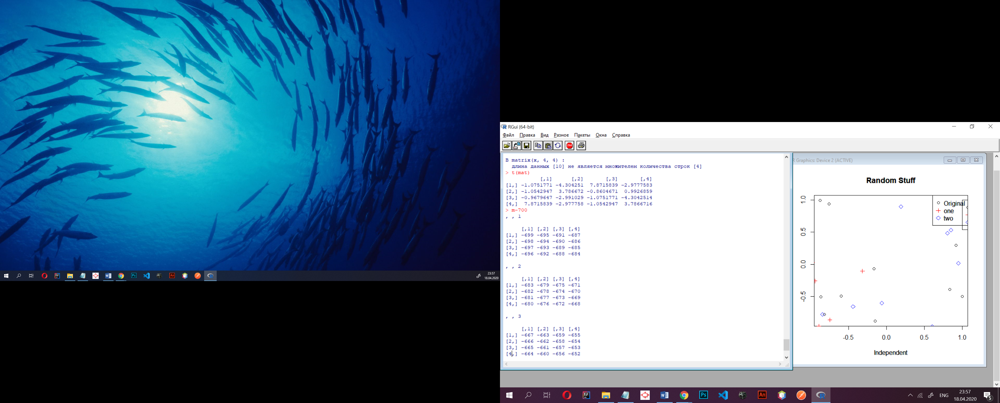 23:57
18.04.2020
RGui (64-bit)
Файл Правка Вид Разное Пакеты Окна Справка
STOP
В matrix(x, 4, 4) :
длина данных [10] не является множителем количества строк [4]
> t(mat)
[,1] [,2] [,3] [,4]
[1,] -1.0751771 -4.304251 7.8715839 -2.9777583
[2,] -1.0542947 3.786672 -0.8604671 0.9926859
[3,] -0.9679647 -2.991029 -1.0751771 -4.3042514
[4,] 7.8715839 -2.977758 -1.0542947 3.7866716
> m-700
, , 1
[,1] [,2] [,3] [,4]
[1,] -699 -695 -691 -687
[2,] -698 -694 -690 -686
[3,] -697 -693 -689 -685
[4,] -696 -692 -688 -684
, , 2
[,1] [,2] [,3] [,4]
[1,] -683 -679 -675 -671
[2,] -682 -678 -674 -670
[3,] -681 -677 -673 -669
[4,] -680 -676 -672 -668
, , 3
[,1] [,2] [,3] [,4]
[1,] -667 -663 -659 -655
[2,] -666 -662 -658 -654
[3,] -665 -661 -657 -653
[4,] -664 -660 -656 -652
R Graphics: Device 2 (ACTIVE)
Random Stuff
Original
one
two
1.0
0.5
0.0
-0.5
-0.5 0.0 0.5 1.0
Independent
IJ W Ps An R
ENG
23:57
18.04.2020
5